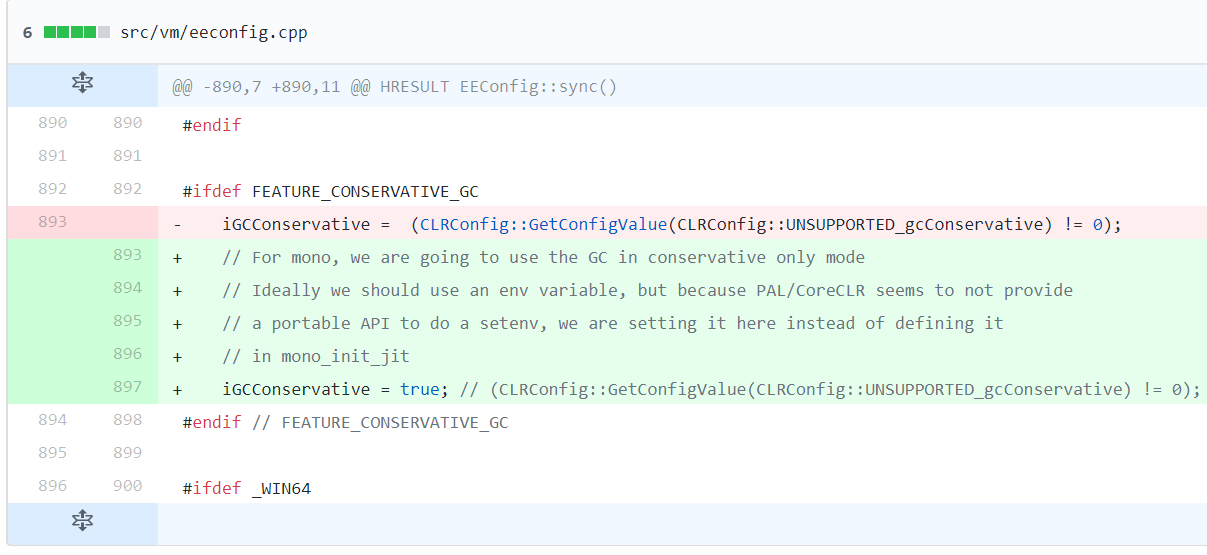 6 src/vm/eeconfig.cpp
@@ -890,7 +890,11 @@ HRESULT EEConfig::sync()
890 890 #endif
891 891
892 892 #ifdef FEATURE_CONSERVATIVE_GC
893 - iGCConservative =  (CLRConfig::GetConfigValue(CLRConfig::UNSUPPORTED_gcConservative) != 0);
893 + // For mono, we are going to use the GC in conservative only mode
894 + // Ideally we should use an env variable, but because PAL/CoreCLR seems to not provide
895 + // a portable API to do a setenv, we are setting it here instead of defining it
896 + // in mono_init_jit
897 + iGCConservative = true; // (CLRConfig::GetConfigValue(CLRConfig::UNSUPPORTED_gcConservative) != 0);
894 898 #endif // FEATURE_CONSERVATIVE_GC
895 899
896 900 #ifdef _WIN64